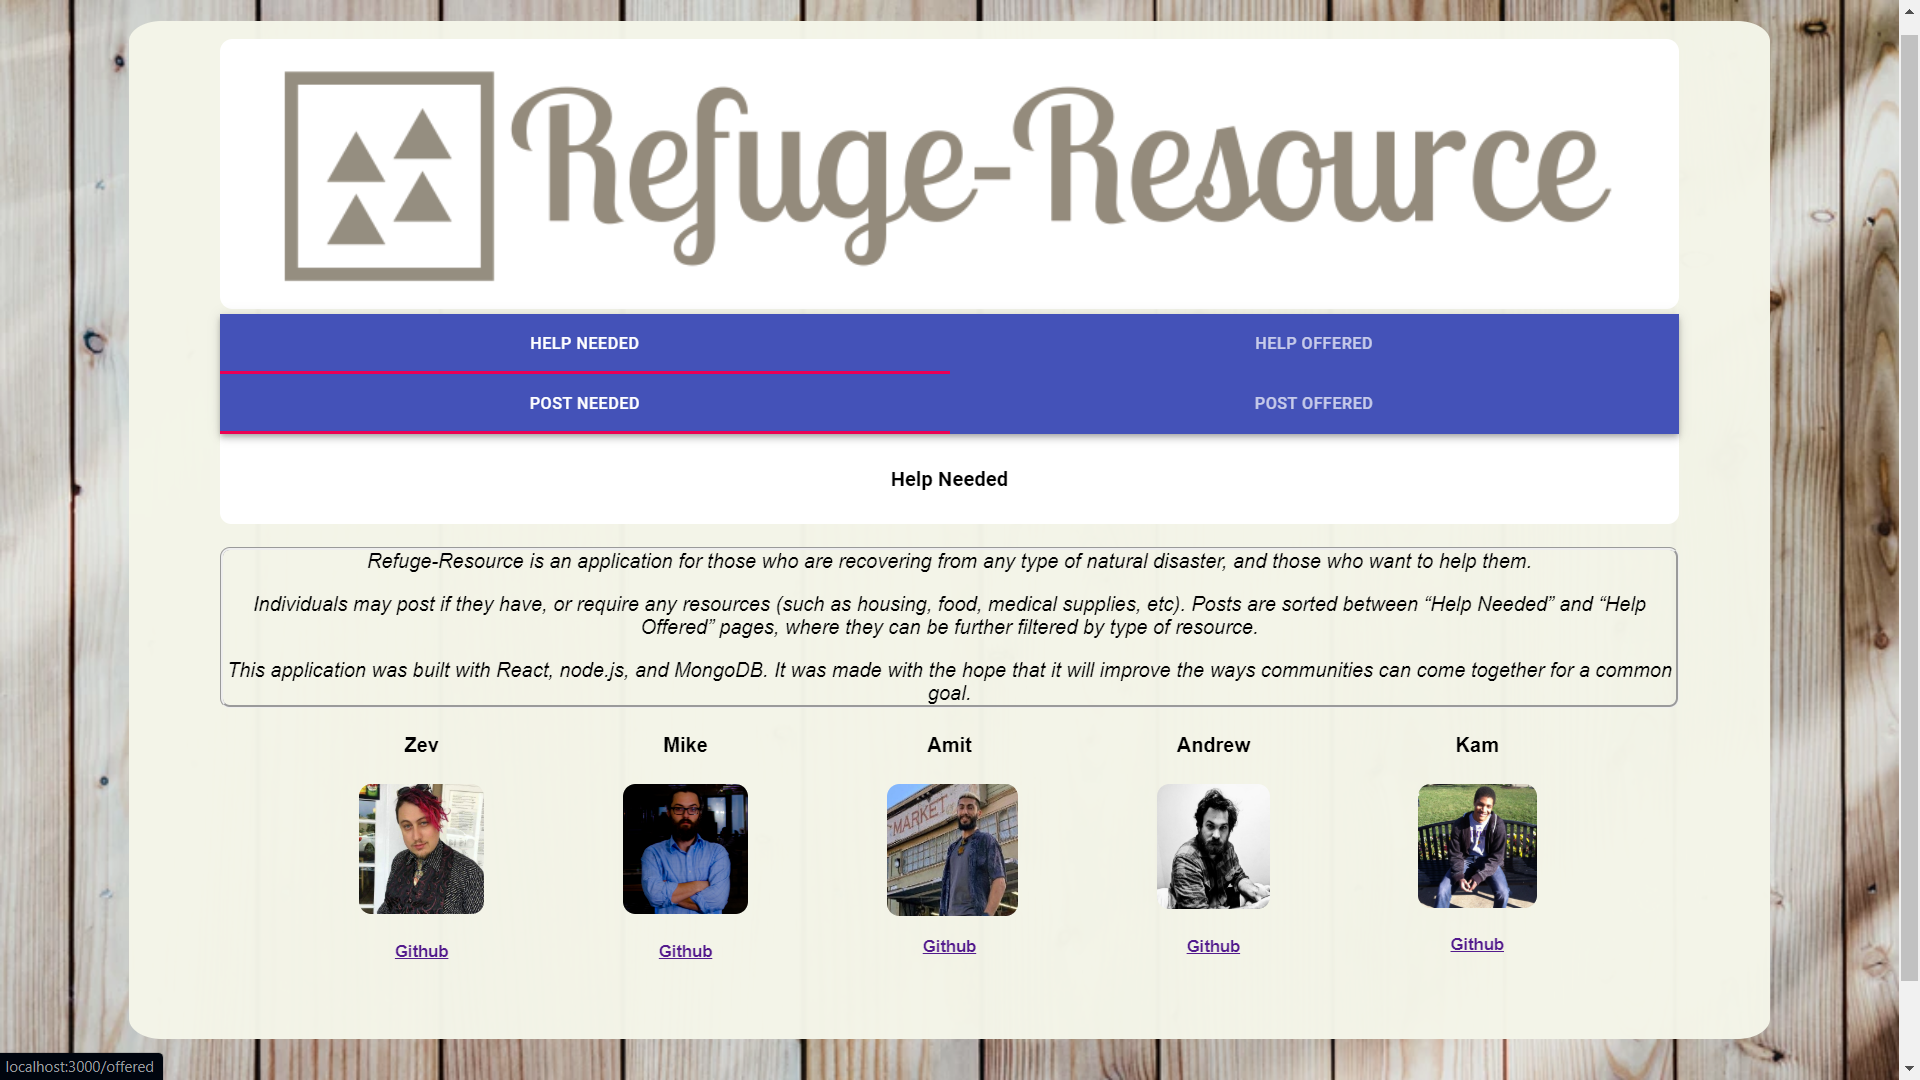 Refuge-Resource
HELP NEEDED
HELP OFFERED
POST NEEDED
POST OFFERED
Help Needed
Refuge-Resource is an application for those who are recovering from any type of natural disaster, and those who want to help them.
Individuals may post if they have, or require any resources (such as housing, food, medical supplies, etc). Posts are sorted between “Help Needed” and “Help
Offered” pages, where they can be further filtered by type of resource.
This application was built with React, node.js, and MongoDB. It was made with the hope that it will improve the ways communities can come together for a common
goal.
Zev
Mike
Amit
Andrew
Kam
MARKET
Github
Github
Github
Github
Github
localhost:3000/offered